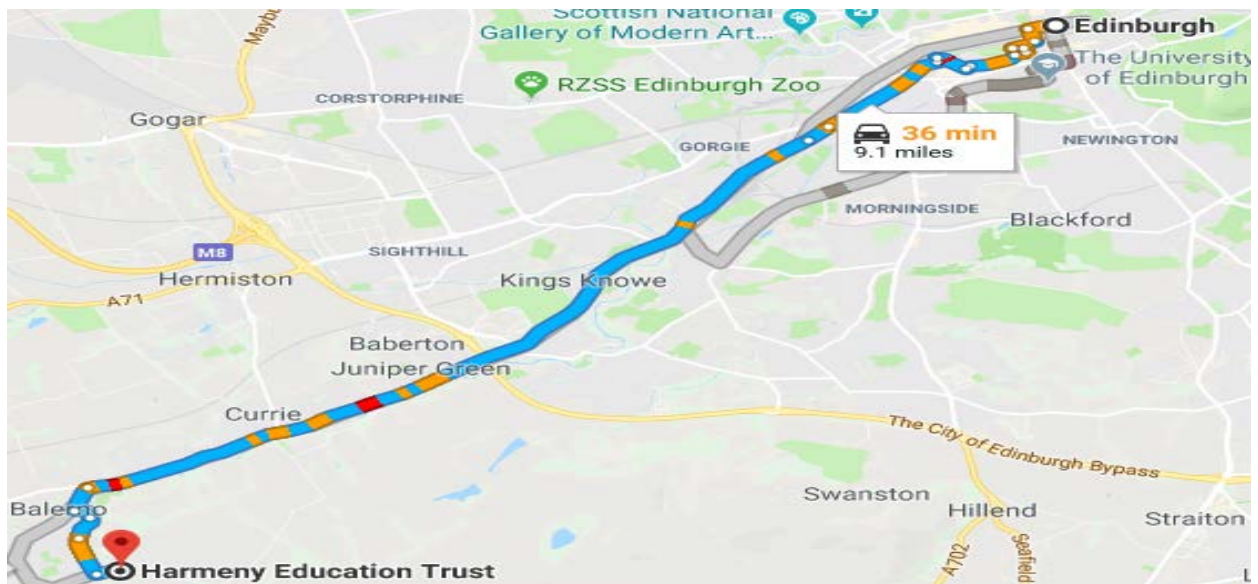 Scottish National
Gallery of Modern Art...
Edinburgh
The University
of Edinburgh
RZSS Edinburgh Zoo
CORSTORPHINE
Gogar
36 min
9.1 miles
GORGIE
NEWINGTON
MORNINGSIDE
Blackford
SIGHTHILL
M8
Hermiston
Kings Knowe
A71
Baberton
Juniper Green
Currie
The City of Edinburgh Bypass
Swanston
Hillend
Straiton
Balerno
A702
Seafield
Harmeny Education Trust